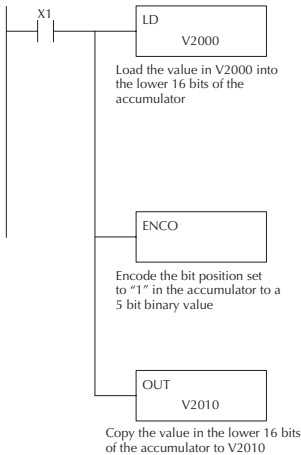 X1
LD
V2000
Load the value in V2000 into
the lower 16 bits of the
accumulator
ENCO
Encode the bit position set
to “1” in the accumulator to a
5 bit binary value
OUT
V2010
Copy the value in the lower 16 bits
of the accumulator to V2010